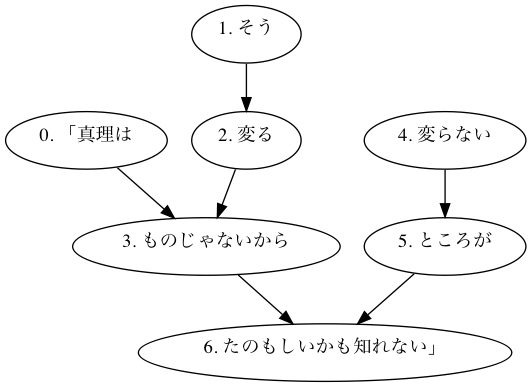 1. そう
0. 「真理は
2. 変る
4. 変らない
3. ものじゃないから
5. ところが
6. たのもしいかも知れない」